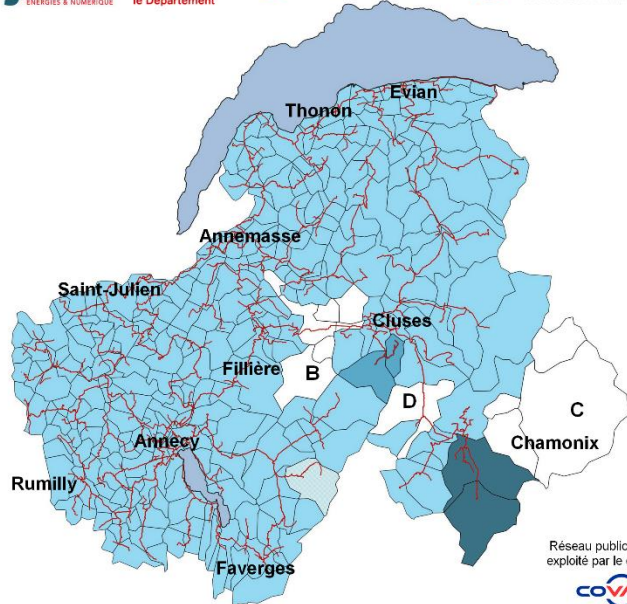 ÉNERGIES & NUMÉRIQUE
le Département
Evian
Thonon
Annemasse
Saint-Julien
Cluses
Fillière
B
D
C
Chamonix
Annecy
Rumilly
Faverges
Réseau public
exploité par le